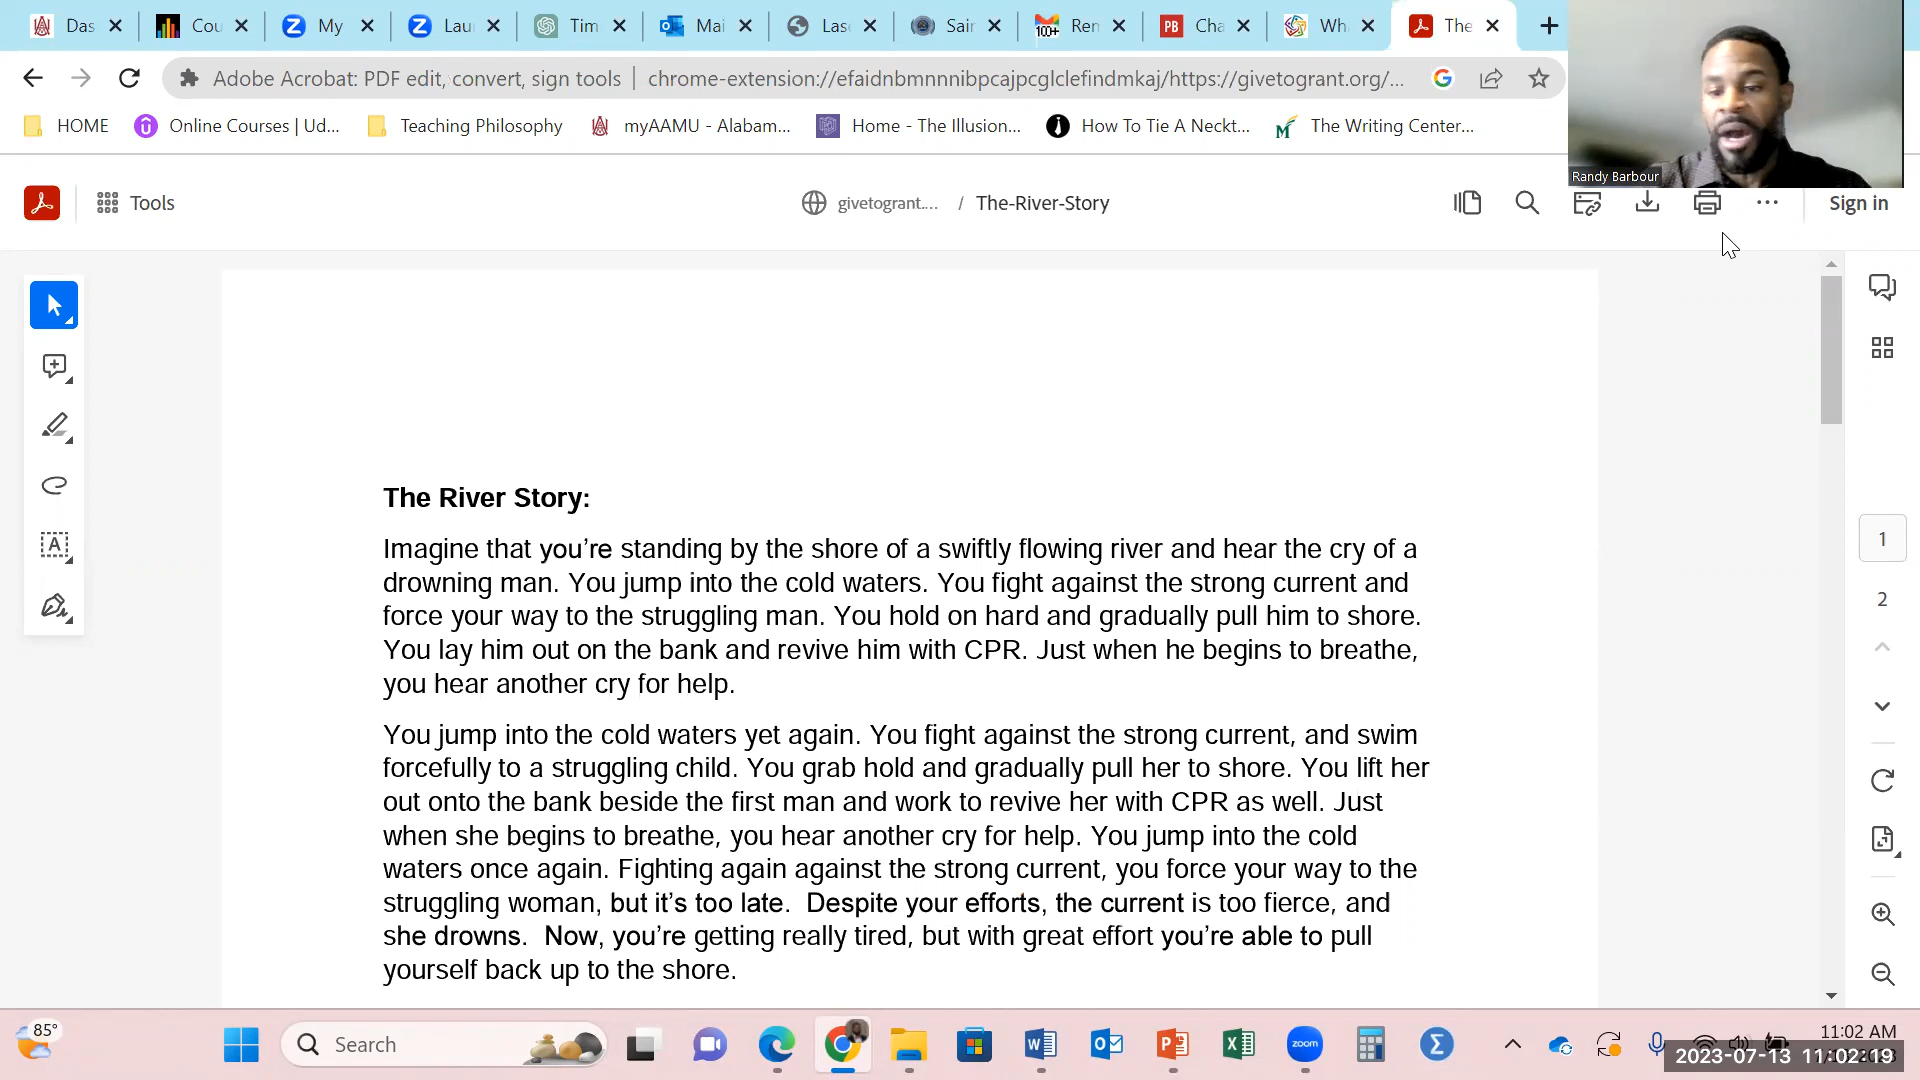 Das
Cou
My
Lau
Tim
Mai
Las
Sain
100+ Ren
PB Cha
Wh
The
Adobe Acrobat: PDF edit, convert, sign tools chrome-extension://efaidnbmnnnibpcajpcglclefindmkaj/https://givetogrant.org/...
HOME Online Courses | Ud... Teaching Philosophy myAAMU - Alabam... Home - The Illusion... How To Tie A Neckt... The Writing Center...
Randy Barbour
Tools givetogrant.... / The-River-Story Sign in
The River Story:
Imagine that you're standing by the shore of a swiftly flowing river and hear the cry of a
drowning man. You jump into the cold waters. You fight against the strong current and
force your way to the struggling man. You hold on hard and gradually pull him to shore.
You lay him out on the bank and revive him with CPR. Just when he begins to breathe,
you hear another cry for help.
You jump into the cold waters yet again. You fight against the strong current, and swim
forcefully to a struggling child. You grab hold and gradually pull her to shore. You lift her
out onto the bank beside the first man and work to revive her with CPR as well. Just
when she begins to breathe, you hear another cry for help. You jump into the cold
waters once again. Fighting again against the strong current, you force your way to the
struggling woman, but it's too late. Despite your efforts, the current is too fierce, and
she drowns. Now, you're getting really tired, but with great effort you're able to pull
yourself back up to the shore.
1
2
85°
Search
zoom
11:02 AM
2023-07-13 11:02:19